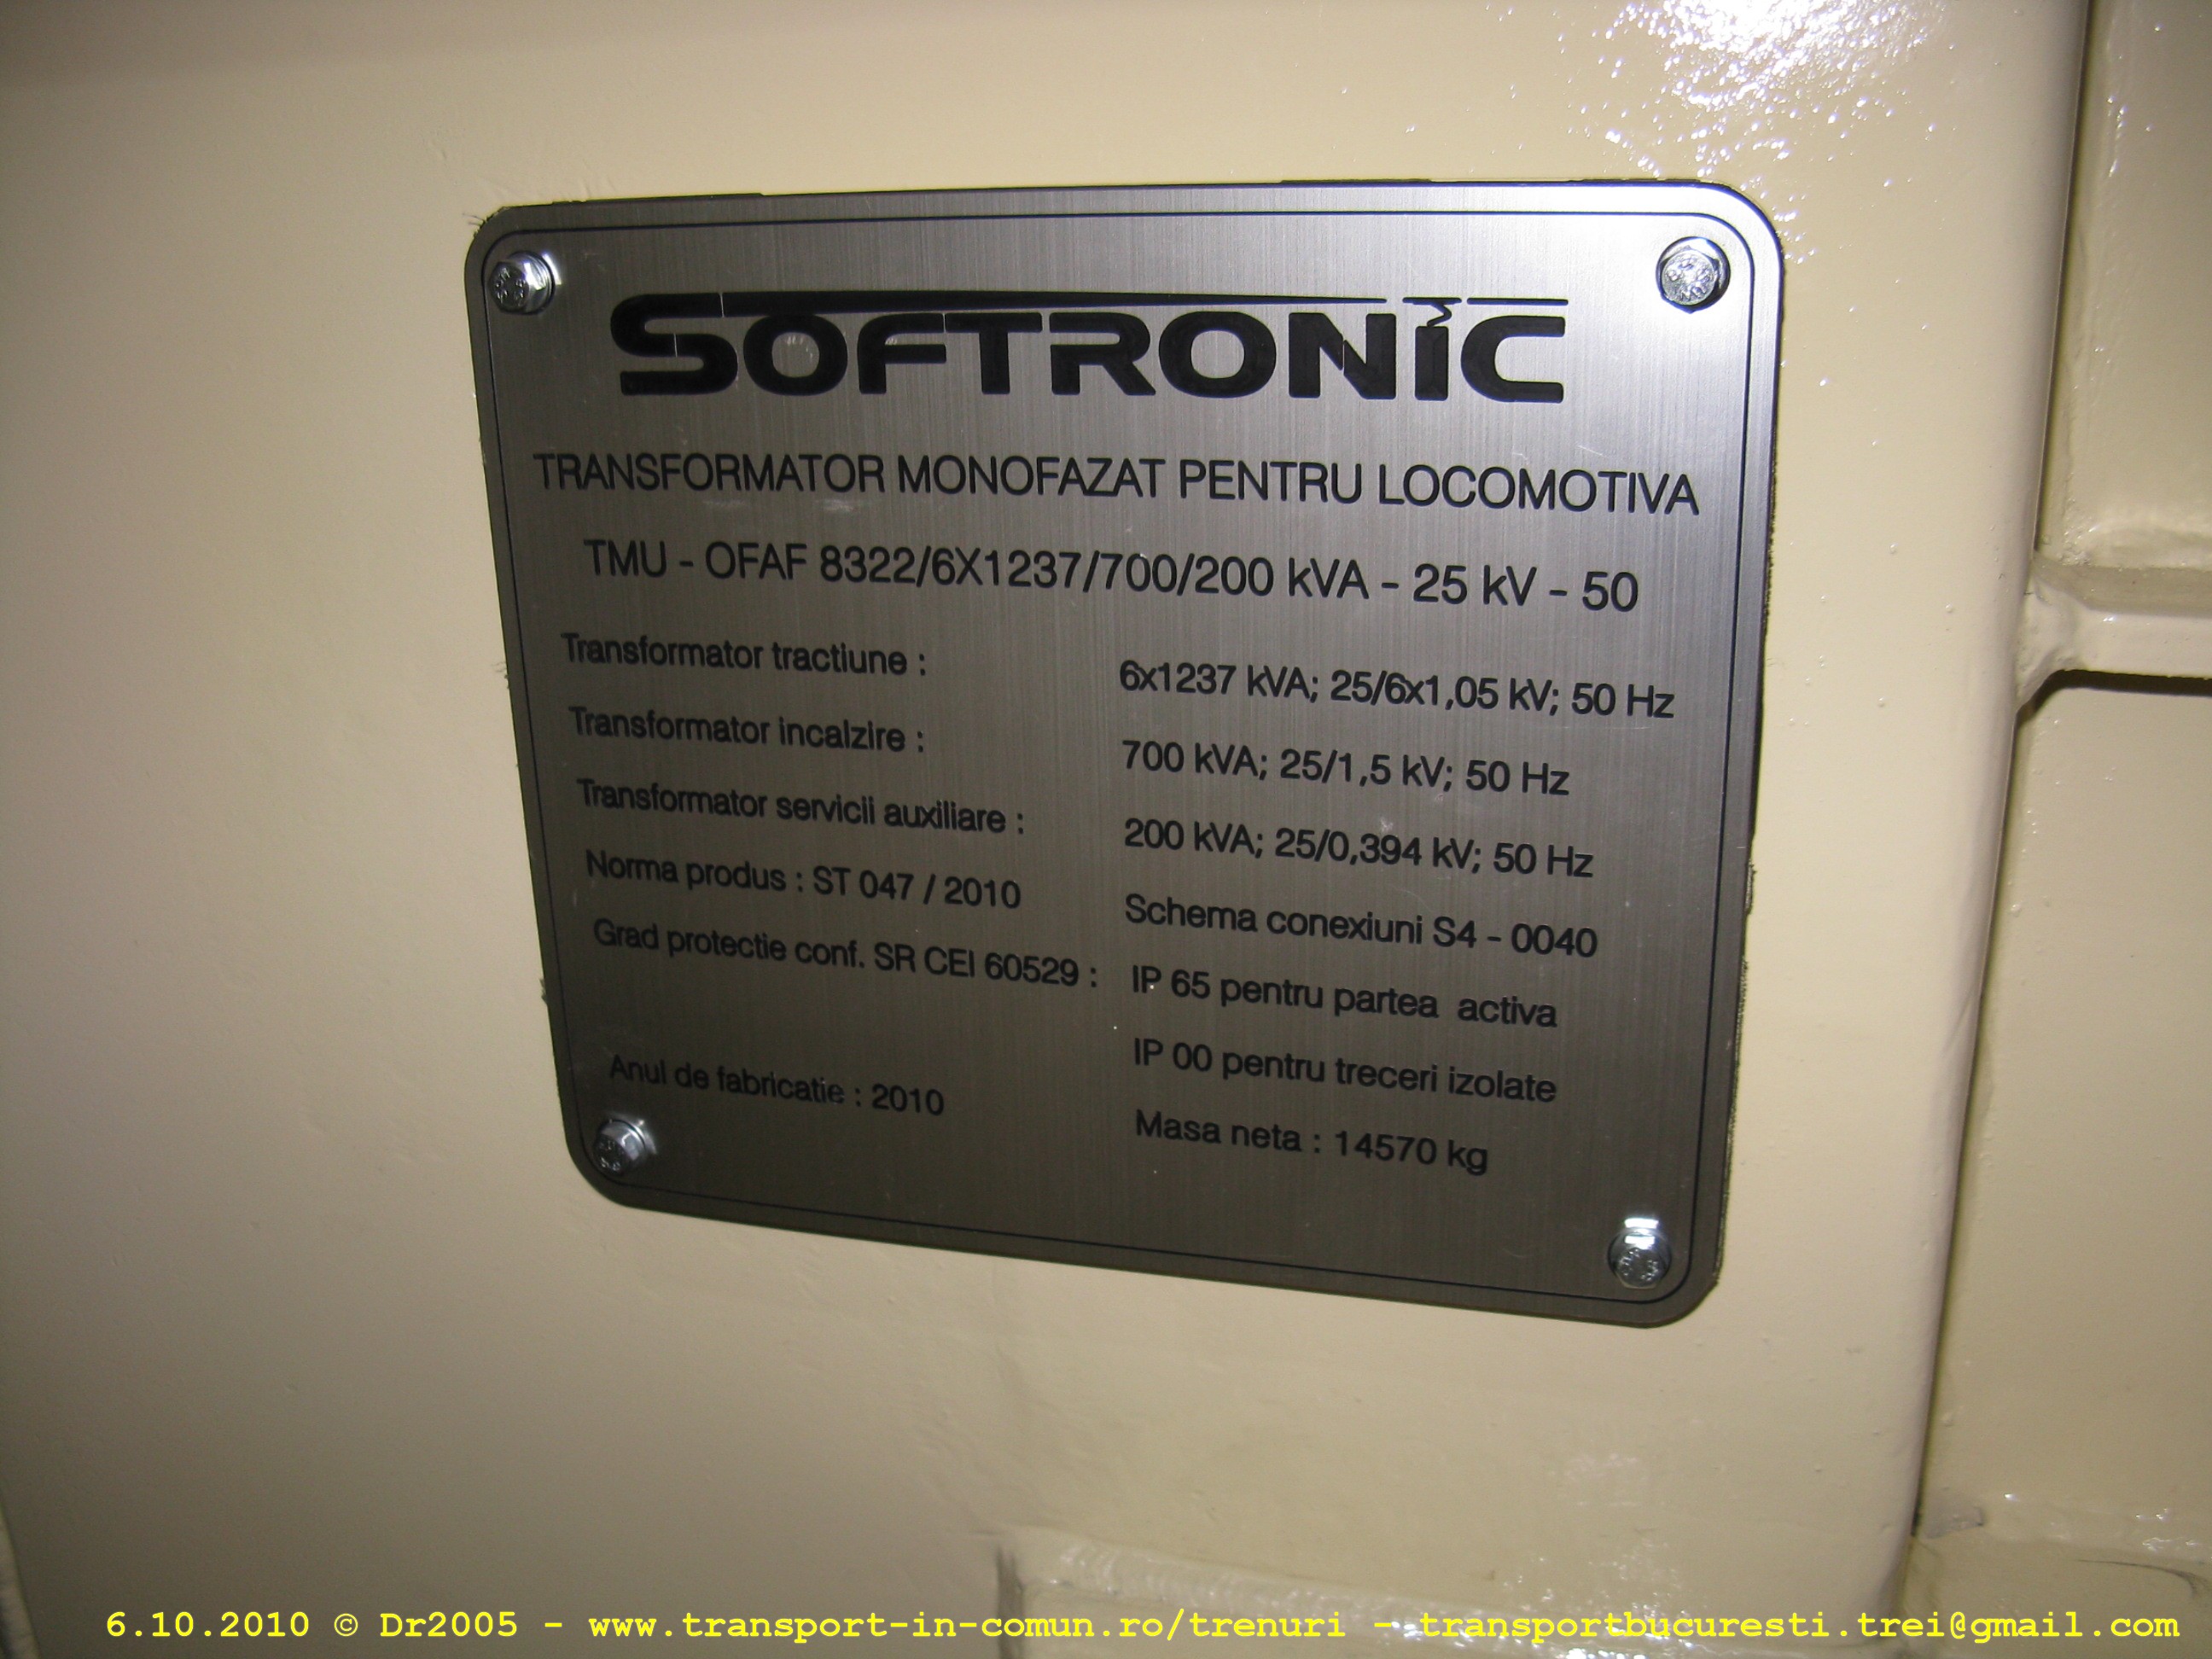 SOFTRONIC
TRANSFORMATOR MONOFAZAT PENTRU LOCOMOTIVA
TMU - OFAF 8322/6X1237/700/200 kVA - 25 kV - 50
Transformator tractiune : 6x1237 kVA; 25/6x1,05 kV; 50 Hz
Transformator incalzire : 700 kVA; 25/1,5 kV; 50 Hz
Transformator servicii auxiliare : 200 kVA; 25/0,394 kV; 50 Hz
Norma produs : ST 047 / 2010 Schema conexiuni S4 - 0040
Grad protectie conf. SR CEI 60529 : IP 65 pentru partea activa
IP 00 pentru treceri izolate
Anul de fabricatie : 2010 Masa neta : 14570 kg
6.10.2010 © Dr2005 - www.transport-in-comun.ro/trenuri - transportbucuresti.trei@gmail.com